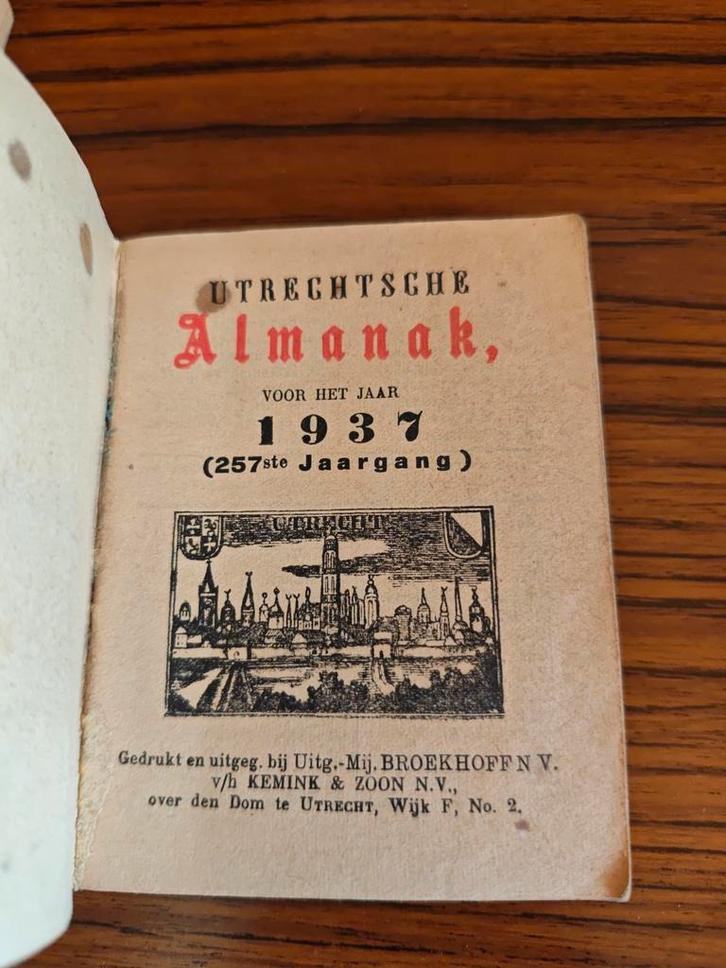 UTRECHTSCHE
Almanak,
VOOR HET JAAR
1937
(257ste Jaargang)
UTRECHT
Gedrukt en uitgeg. bij Uitg.-Mij. BROEKHOFF N V.
v/h KEMINK & ZOON N.V.,
over den Dom te UTRECHT, Wijk F, No. 2.